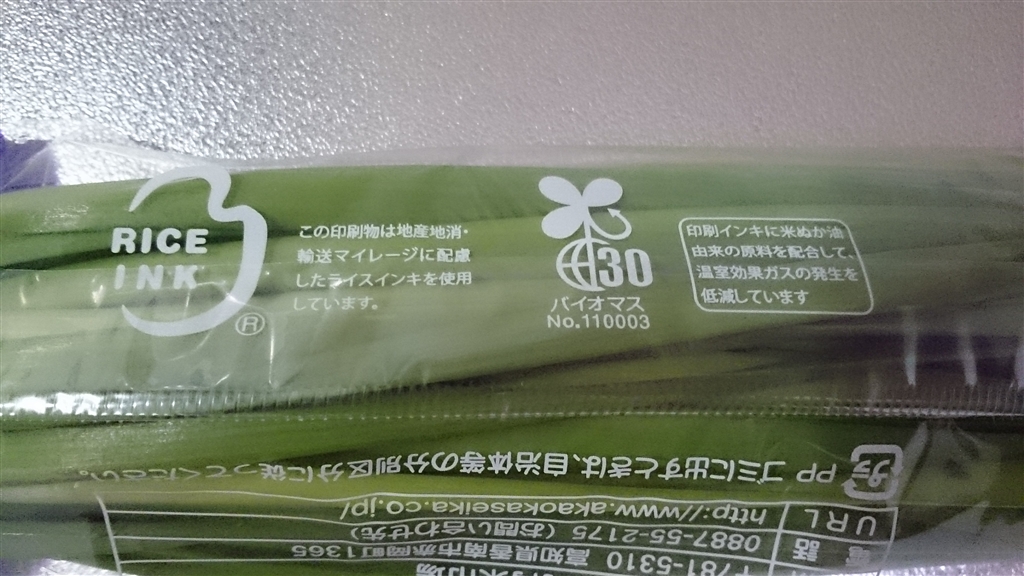 RICE
INK
®
この印刷物は地産地消・
輸送マイレージに配慮
したライスインキを使用
しています。
30
バイオマス
No.110003
印刷インキに米ぬか油
由来の原料を配合して、
温室効果ガスの発生を
低減しています
プラ PP ゴミに出すときは、自治体等の分別区分に従ってください。
URL http://www.akaokaseika.co.jp/
電話 0887-55-2175 (お問い合わせ先)
〒781-5310 高知県香南市赤岡町1365